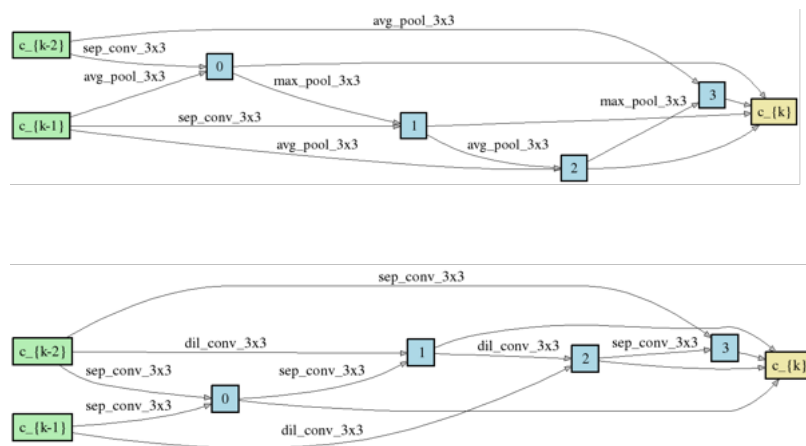 avg_pool_3x3
c_{k-2}
sep_conv_3x3
0
avg_pool_3x3
max_pool_3x3
c_{k-1}
sep_conv_3x3
1
max_pool_3x3
3
c_{k}
avg_pool_3x3
avg_pool_3x3
2
sep_conv_3x3
c_{k-2}
dil_conv_3x3
1
dil_conv_3x3
2
sep_conv_3x3
3
c_{k}
sep_conv_3x3
sep_conv_3x3
0
sep_conv_3x3
c_{k-1}
dil_conv_3x3